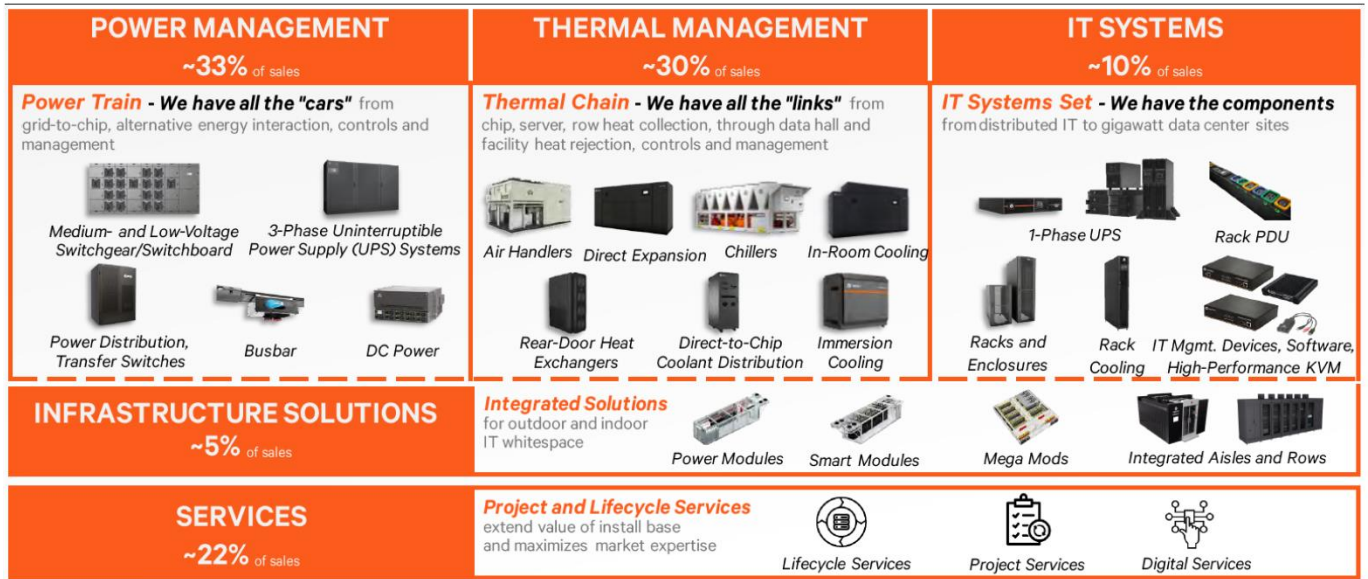 POWER MANAGEMENT
~33% of sales
THERMAL MANAGEMENT
~30% of sales
IT SYSTEMS
~10% of sales
Power Train - We have all the "cars" from
grid-to-chip, alternative energy interaction, controls and
management
Medium- and Low-Voltage
Switchgear/Switchboard
3-Phase Uninterruptible
Power Supply (UPS) Systems
Power Distribution,
Transfer Switches
Busbar
DC Power
Thermal Chain - We have all the "links" from
chip, server, row heat collection, through data hall and
facility heat rejection, controls and management
Air Handlers
Direct Expansion
Chillers
In-Room Cooling
Rear-Door Heat
Exchangers
Direct-to-Chip
Coolant Distribution
Immersion
Cooling
IT Systems Set - We have the components
from distributed IT to gigawatt data center sites
1-Phase UPS
Rack PDU
Racks and
Enclosures
Rack
Cooling
IT Mgmt. Devices, Software,
High-Performance KVM
INFRASTRUCTURE SOLUTIONS
~5% of sales
Integrated Solutions
for outdoor and indoor
IT whitespace
Power Modules
Smart Modules
Mega Mods
Integrated Aisles and Rows
SERVICES
~22% of sales
Project and Lifecycle Services
extend value of install base
and maximizes market expertise
Lifecycle Services
Project Services
Digital Services